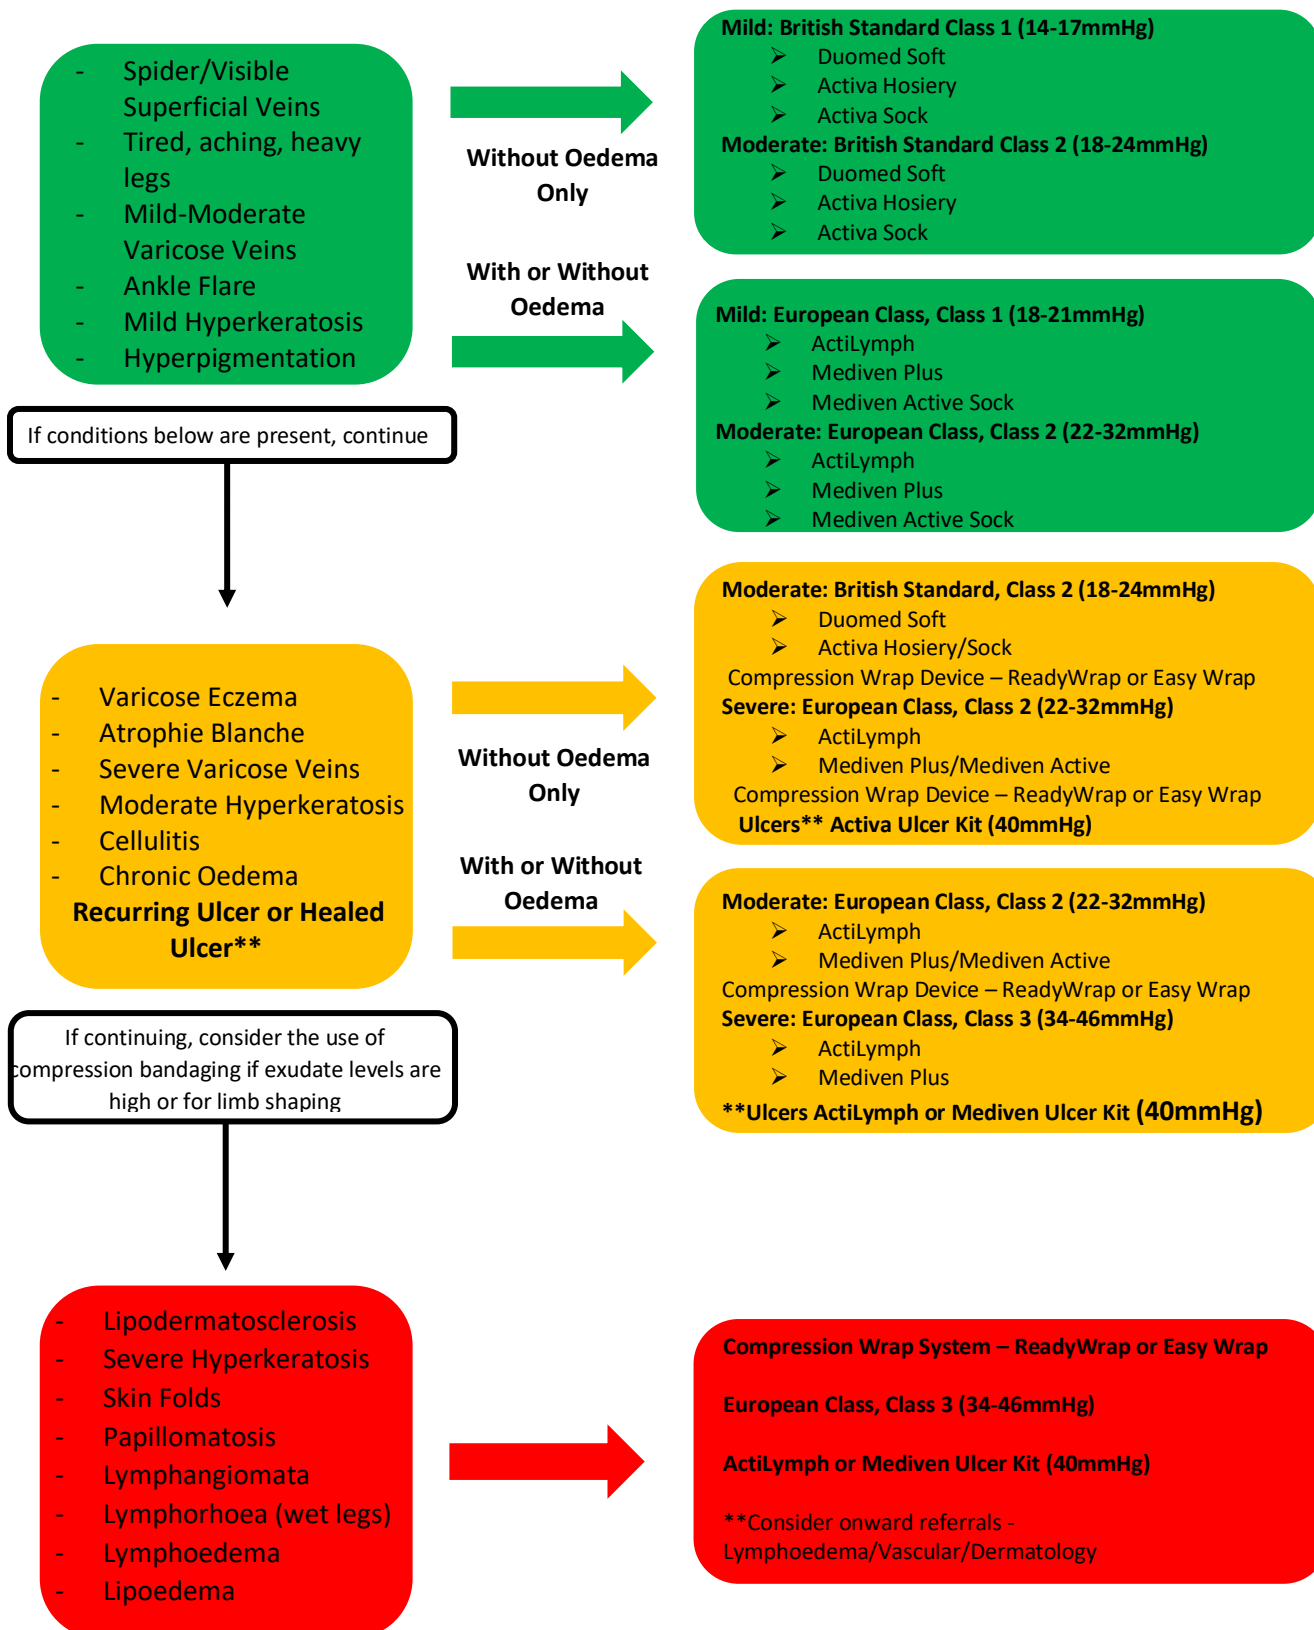 - Spider/Visible
Superficial Veins
- Tired, aching, heavy
legs
- Mild-Moderate
Varicose Veins
- Ankle Flare
- Mild Hyperkeratosis
- Hyperpigmentation
Without Oedema
Only
With or Without
Oedema
Mild: British Standard Class 1 (14-17mmHg)
➢ Duomed Soft
➢ Activa Hosiery
➢ Activa Sock
Moderate: British Standard Class 2 (18-24mmHg)
➢ Duomed Soft
➢ Activa Hosiery
➢ Activa Sock
Mild: European Class, Class 1 (18-21mmHg)
➢ ActiLymph
➢ Mediven Plus
➢ Mediven Active Sock
Moderate: European Class, Class 2 (22-32mmHg)
➢ ActiLymph
➢ Mediven Plus
➢ Mediven Active Sock
If conditions below are present, continue
- Varicose Eczema
- Atrophie Blanche
- Severe Varicose Veins
- Moderate Hyperkeratosis
- Cellulitis
- Chronic Oedema
Recurring Ulcer or Healed
Ulcer**
Without Oedema
Only
With or Without
Oedema
Moderate: British Standard, Class 2 (18-24mmHg)
➢ Duomed Soft
➢ Activa Hosiery/Sock
Compression Wrap Device – ReadyWrap or Easy Wrap
Severe: European Class, Class 2 (22-32mmHg)
➢ ActiLymph
➢ Mediven Plus/Mediven Active
Compression Wrap Device – ReadyWrap or Easy Wrap
Ulcers** Activa Ulcer Kit (40mmHg)
Moderate: European Class, Class 2 (22-32mmHg)
➢ ActiLymph
➢ Mediven Plus/Mediven Active
Compression Wrap Device – ReadyWrap or Easy Wrap
Severe: European Class, Class 3 (34-46mmHg)
➢ ActiLymph
➢ Mediven Plus
**Ulcers ActiLymph or Mediven Ulcer Kit (40mmHg)
If continuing, consider the use of
compression bandaging if exudate levels are
high or for limb shaping
- Lipodermatosclerosis
- Severe Hyperkeratosis
- Skin Folds
- Papillomatosis
- Lymphangiomata
- Lymphorhoea (wet legs)
- Lymphoedema
- Lipoedema
Compression Wrap System – ReadyWrap or Easy Wrap
European Class, Class 3 (34-46mmHg)
ActiLymph or Mediven Ulcer Kit (40mmHg)
**Consider onward referrals -
Lymphoedema/Vascular/Dermatology